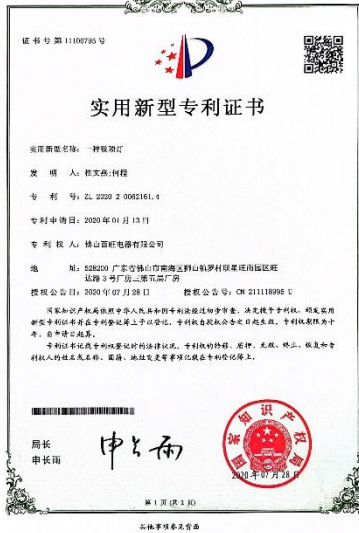 证书号第11106795号
实用新型专利证书
实用新型名称：一种吸顶灯
发 明 人：桂文燕;何程
专 利 号：ZL 2020 2 0062161.4
专利申请日：2020年01月13日
专 利 权 人：佛山百旺电器有限公司
地 址：528200 广东省佛山市南海区狮山镇罗村联星旺南园区旺
达路3号厂房三第五层厂房
授权公告日：2020年07月28日 授权公告号：CN 211118995 U
国家知识产权局依照中华人民共和国专利法经过初步审查，决定授予专利权，颁发实用
新型专利证书并在专利登记簿上予以登记。专利权自授权公告之日起生效。专利权期限为十
年，自申请日起算。
专利证书记载专利权登记时的法律状况。专利权的转移、质押、无效、终止、恢复和专
利权人的姓名或名称、国籍、地址变更等事项记载在专利登记簿上。
局长
申长雨
申长雨
国家知识产权局
2020年07月28日
第 1 页 (共 2 页)
其他事项参见背面